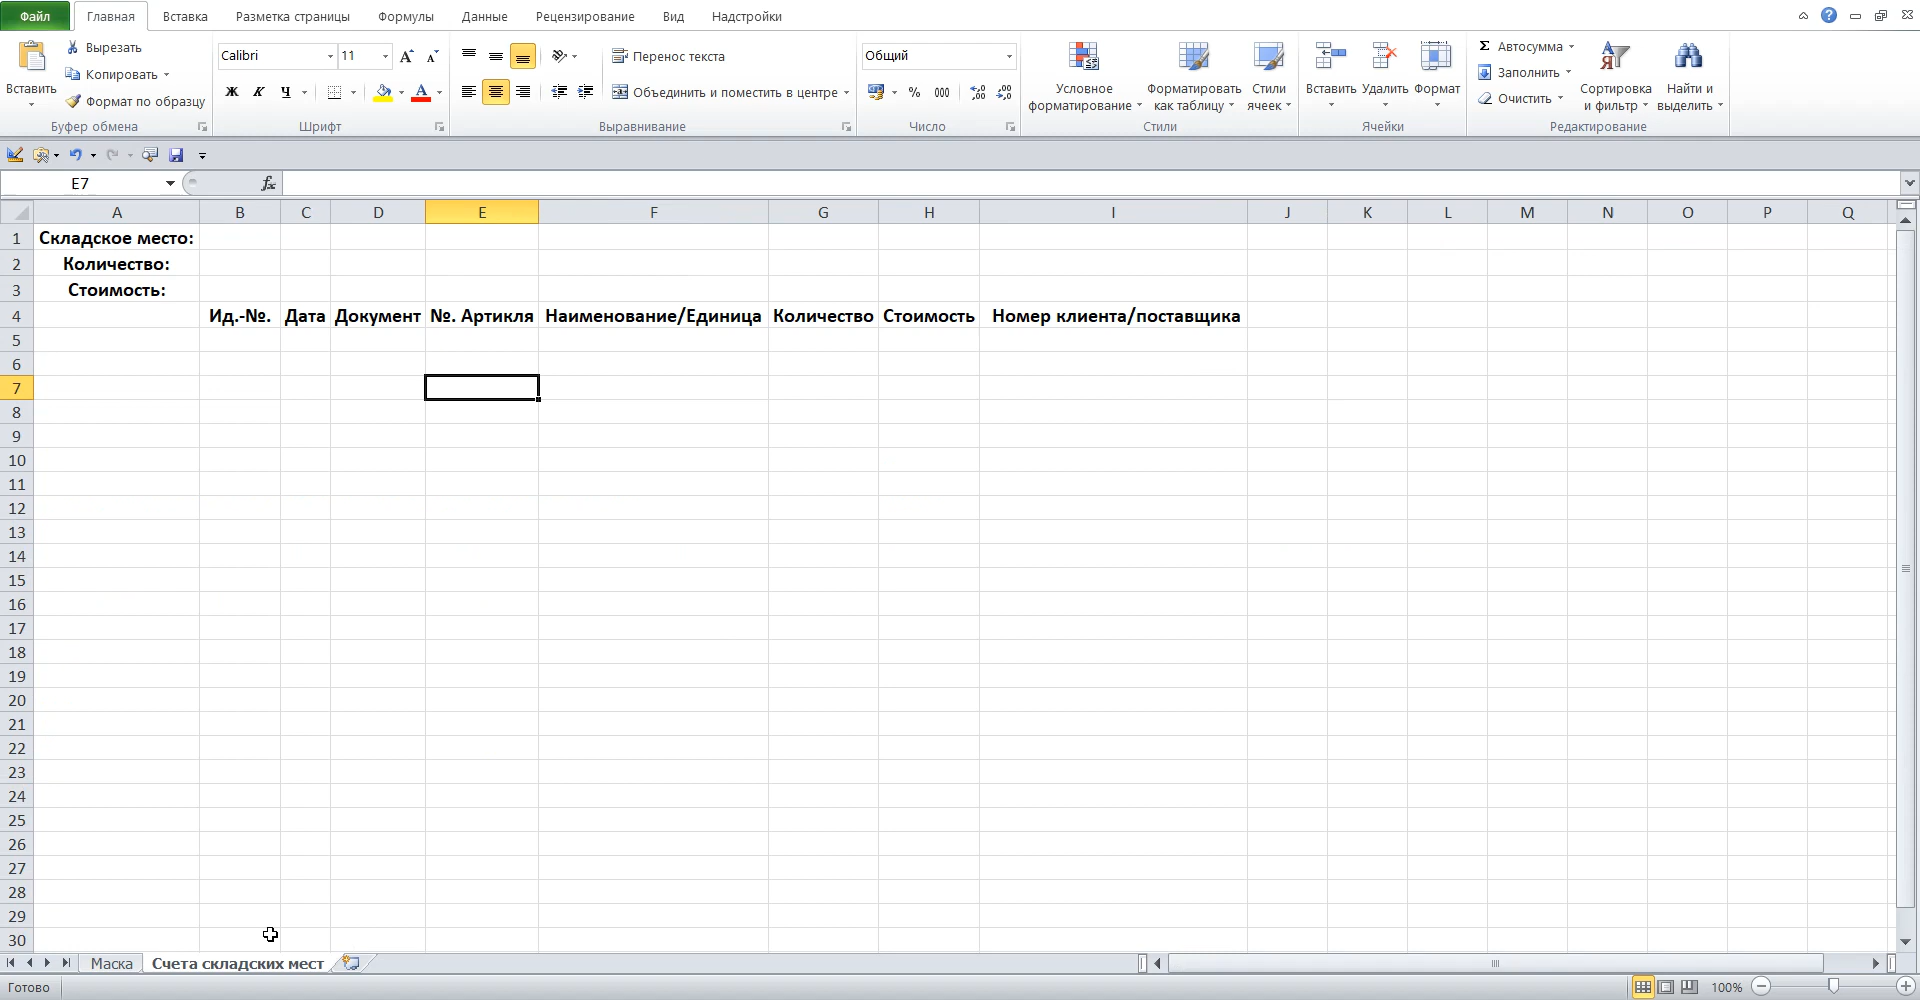 Файл Главная Вставка Разметка страницы Формулы Данные Рецензирование Вид Надстройки
Вставить
Вырезать
Копировать
Формат по образцу
Буфер обмена
Calibri 11
Ж К Ч А
Шрифт
Перенос текста
Объединить и поместить в центре
Выравнивание
Общий
% 000
Число
Условное форматирование
Форматировать как таблицу
Стили ячеек
Стили
Вставить Удалить Формат
Ячейки
Σ Автосумма
Заполнить
Очистить
Сортировка и фильтр
Найти и выделить
Редактирование
E7 fx
A B C D E F G H I J K L M N O P Q
1 Складское место:
2 Количество:
3 Стоимость:
4 Ид.-№. Дата Документ №. Артикля Наименование/Единица Количество Стоимость Номер клиента/поставщика
5
6
7
8
9
10
11
12
13
14
15
16
17
18
19
20
21
22
23
24
25
26
27
28
29
30
Маска Счета складских мест
Готово 100%